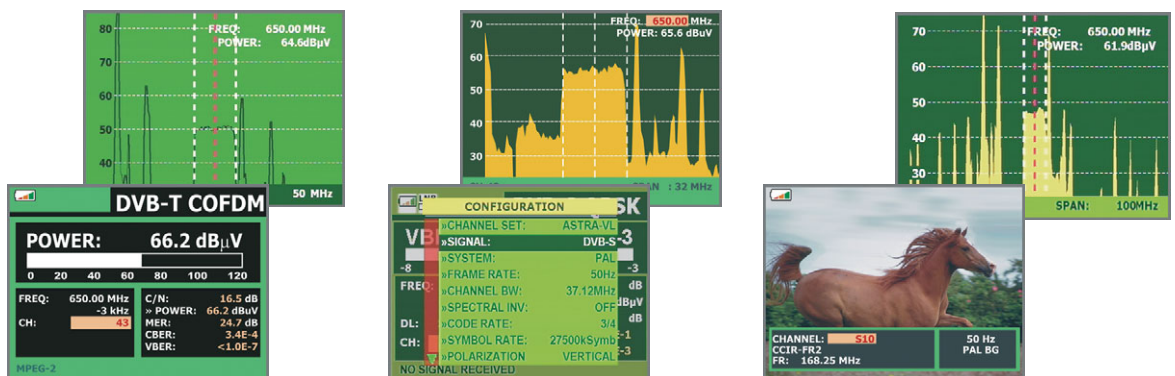 80
FREQ: 650.00 MHz
POWER: 64.6dBµV
70
60
50
40
50 MHz
70
FREQ: 650.00 MHz
POWER: 65.6 dBuV
60
50
40
30
SPAN : 32 MHz
70
FREQ: 650.00 MHz
POWER: 61.9dBµV
60
50
40
30
SPAN: 100MHz
DVB-T COFDM
POWER: 66.2 dBµV
0 20 40 60 80 100 120
FREQ: 650.00 MHz
-3 kHz
CH: 43
C/N: 16.5 dB
» POWER: 66.2 dBuV
MER: 24.7 dB
CBER: 3.4E-4
VBER: <1.0E-7
MPEG-2
CONFIGURATION
SK
»CHANNEL SET: ASTRA-VL
VB »SIGNAL: DVB-S -3
»SYSTEM: PAL
-8 -3
»FRAME RATE: 50Hz
FREQ »CHANNEL BW: 37.12MHz dB
»SPECTRAL INV: OFF dBµV
DL: »CODE RATE: 3/4 dB
CH: »SYMBOL RATE: 27500kSymb E-1
»POLARIZATION VERTICAL E-3
NO SIGNAL RECEIVED
CHANNEL: S10
CCIR-FR2
FR: 168.25 MHz
50 Hz
PAL BG